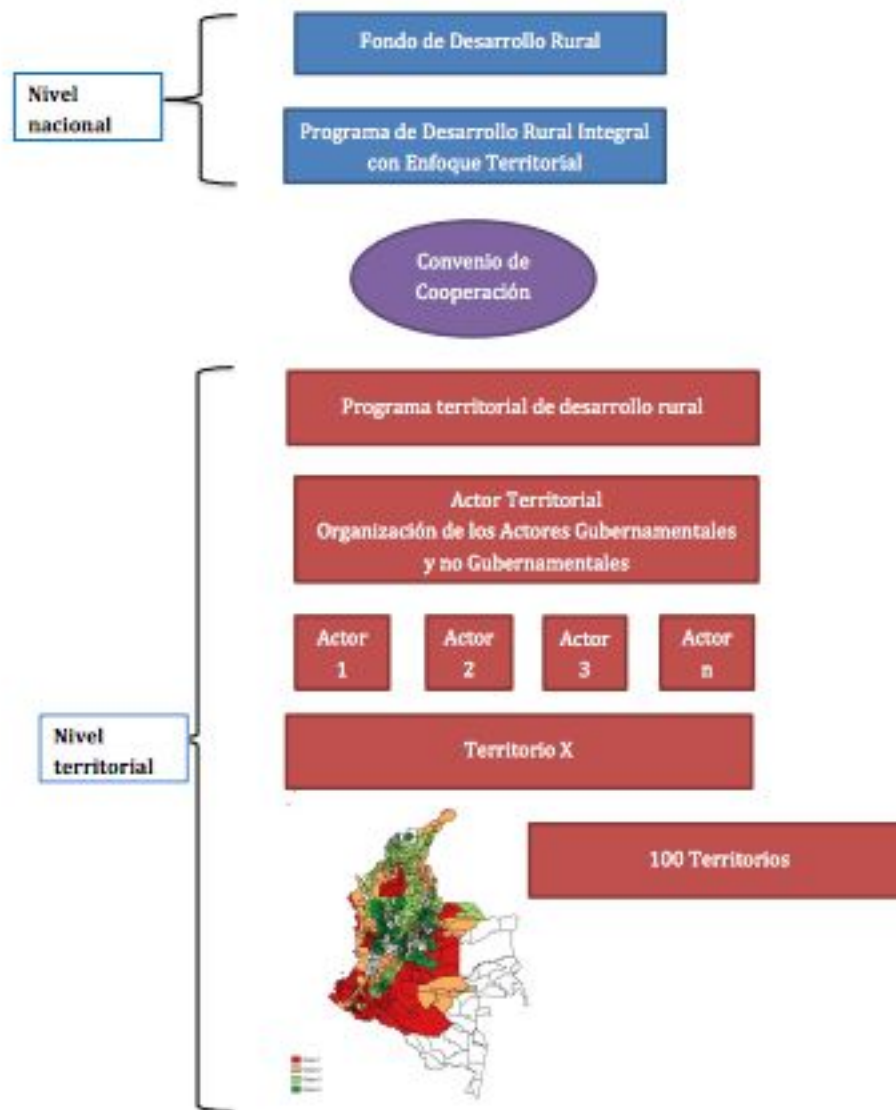 Fondo de Desarrollo Rural
Nivel
nacional
Programa de Desarrollo Rural Integral
con Enfoque Territorial
Convenio de
Cooperación
Programa territorial de desarrollo rural
Actor Territorial
Organización de los Actores Gubernamentales
y no Gubernamentales
Actor
1
Actor
2
Actor
3
Actor
n
Nivel
territorial
Territorio X
100 Territorios